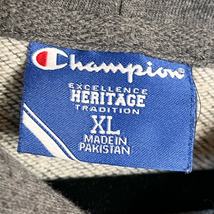 Champion
EXCELLENCE
HERITAGE
TRADITION
XL
MADE IN
PAKISTAN